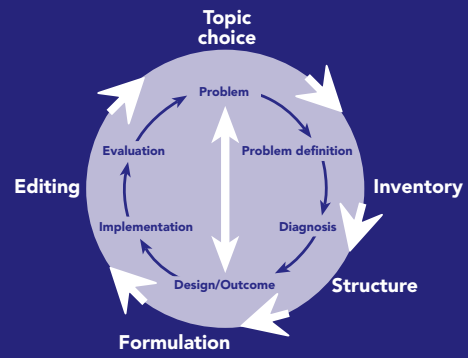 Topic
choice
Problem
Evaluation
Problem definition
Editing
Inventory
Implementation
Diagnosis
Design/Outcome
Structure
Formulation